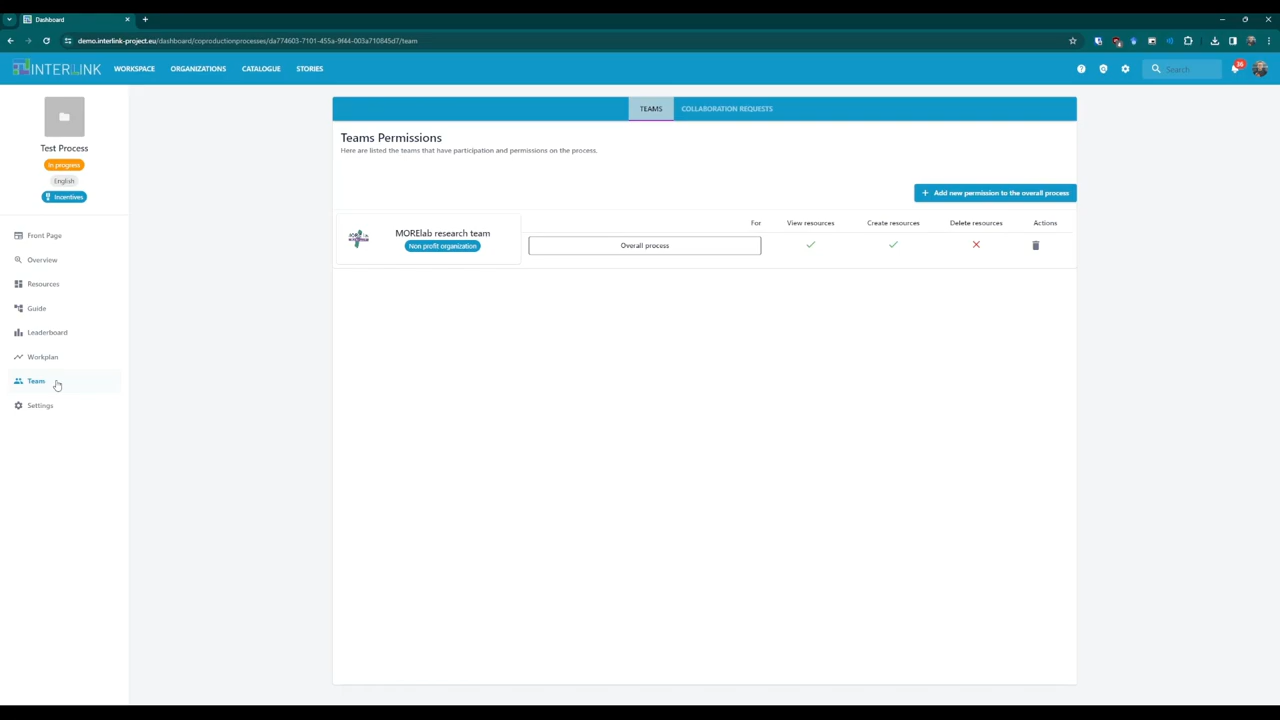 Dashboard
demo.interlink-project.eu/dashboard/coproductionprocesses/da774603-7101-455a-9f44-003a710845d7/team
INTERLINK
WORKSPACE
ORGANIZATIONS
CATALOGUE
STORIES
Search
36
Test Process
In progress
English
Incentives
Front Page
Overview
Resources
Guide
Leaderboard
Workplan
Team
Settings
TEAMS
COLLABORATION REQUESTS
Teams Permissions
Here are listed the teams that have participation and permissions on the process.
+ Add new permission to the overall process
For
View resources
Create resources
Delete resources
Actions
MORElab research team
Non profit organization
Overall process